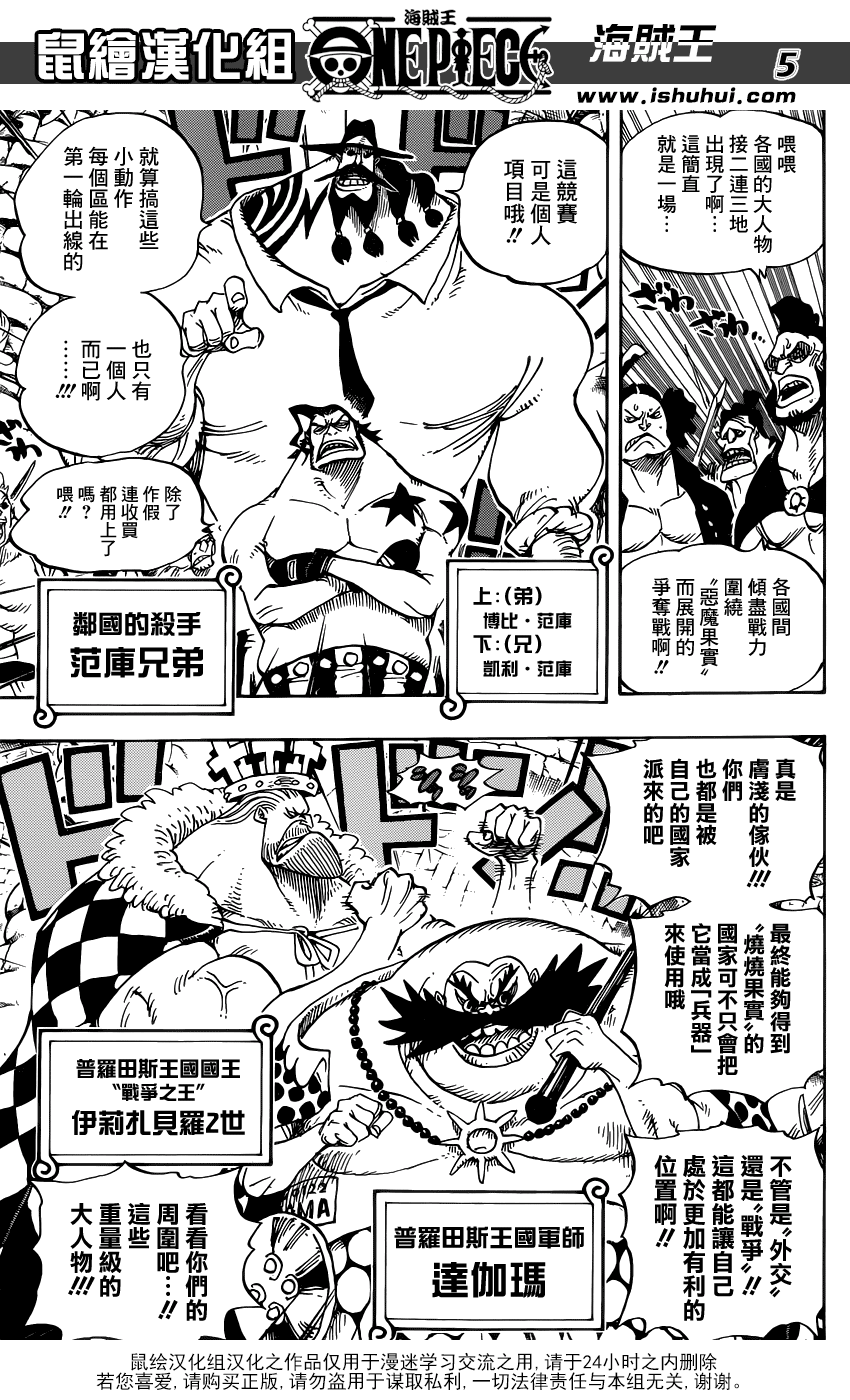 鼠繪漢化組
海賊王
ONE PIECE
海賊王
5
www.ishuhui.com
喂喂
各國的大人物
接二連三地
出現了啊…
這簡直
就是一場…
ざわ
ざわ
各國間
傾盡戰力
圍繞
〝惡魔果實〞
而展開的
爭奪戰啊!!
這競賽
可是個人
項目哦!!
就算搞這些
小動作
每個區能在
第一輪出線的
也只有
一個人
而已啊
……!!!
除了
作假
連收買
都用上了
嗎?
喂!!
上:(弟)
博比·范庫
下:(兄)
凱利·范庫
鄰國的殺手
范庫兄弟
真是
膚淺的傢伙!!!
你們
也都是被
自己的國家
派來的吧
最終能夠得到
〝燒燒果實〞的
國家可不只會把
它當成「兵器」
來使用哦
不管是〝外交〞
還是〝戰爭〞!!
這都能讓自己
處於更加有利的
位置啊!!
普羅田斯王國國王
〝戰爭之王〞
伊莉扎貝羅2世
普羅田斯王國軍師
達伽瑪
看看你們的
周圍吧…!!
這些
重量級的
大人物!!!
鼠绘汉化组汉化之作品仅用于漫迷学习交流之用, 请于24小时之内删除
若您喜爱, 请购买正版, 请勿用于谋取私利, 一切法律责任与本组无关, 谢谢。